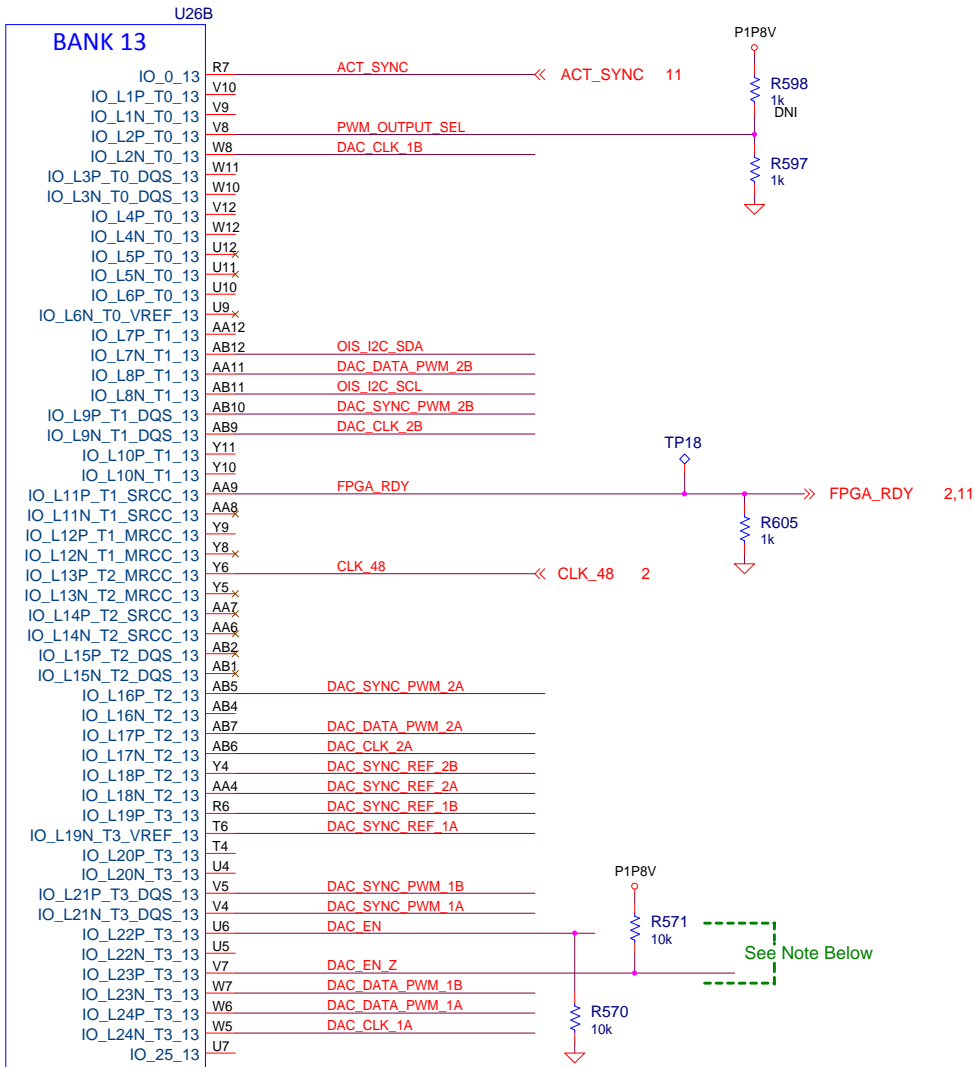 U26B
BANK 13
P1P8V
IO_0_13 R7 ACT_SYNC ACT_SYNC 11
R598
1k
DNI
IO_L1P_T0_13 V10
IO_L1N_T0_13 V9
IO_L2P_T0_13 V8 PWM_OUTPUT_SEL
IO_L2N_T0_13 W8 DAC_CLK_1B
R597
1k
IO_L3P_T0_DQS_13 W11
IO_L3N_T0_DQS_13 W10
IO_L4P_T0_13 V12
IO_L4N_T0_13 W12
IO_L5P_T0_13 U12
IO_L5N_T0_13 U11
IO_L6P_T0_13 U10
IO_L6N_T0_VREF_13 U9
IO_L7P_T1_13 AA12
IO_L7N_T1_13 AB12 OIS_I2C_SDA
IO_L8P_T1_13 AA11 DAC_DATA_PWM_2B
IO_L8N_T1_13 AB11 OIS_I2C_SCL
IO_L9P_T1_DQS_13 AB10 DAC_SYNC_PWM_2B
IO_L9N_T1_DQS_13 AB9 DAC_CLK_2B
IO_L10P_T1_13 Y11
TP18
IO_L10N_T1_13 Y10
IO_L11P_T1_SRCC_13 AA9 FPGA_RDY FPGA_RDY 2,11
IO_L11N_T1_SRCC_13 AA8
R605
1k
IO_L12P_T1_MRCC_13 Y9
IO_L12N_T1_MRCC_13 Y8
IO_L13P_T2_MRCC_13 Y6 CLK_48 CLK_48 2
IO_L13N_T2_MRCC_13 Y5
IO_L14P_T2_SRCC_13 AA7
IO_L14N_T2_SRCC_13 AA6
IO_L15P_T2_DQS_13 AB2
IO_L15N_T2_DQS_13 AB1
IO_L16P_T2_13 AB5 DAC_SYNC_PWM_2A
IO_L16N_T2_13 AB4
IO_L17P_T2_13 AB7 DAC_DATA_PWM_2A
IO_L17N_T2_13 AB6 DAC_CLK_2A
IO_L18P_T2_13 Y4 DAC_SYNC_REF_2B
IO_L18N_T2_13 AA4 DAC_SYNC_REF_2A
IO_L19P_T3_13 R6 DAC_SYNC_REF_1B
IO_L19N_T3_VREF_13 T6 DAC_SYNC_REF_1A
IO_L20P_T3_13 T4
IO_L20N_T3_13 U4
P1P8V
IO_L21P_T3_DQS_13 V5 DAC_SYNC_PWM_1B
IO_L21N_T3_DQS_13 V4 DAC_SYNC_PWM_1A
R571
10k
IO_L22P_T3_13 U6 DAC_EN
IO_L22N_T3_13 U5
See Note Below
IO_L23P_T3_13 V7 DAC_EN_Z
IO_L23N_T3_13 W7 DAC_DATA_PWM_1B
IO_L24P_T3_13 W6 DAC_DATA_PWM_1A
R570
10k
IO_L24N_T3_13 W5 DAC_CLK_1A
IO_25_13 U7